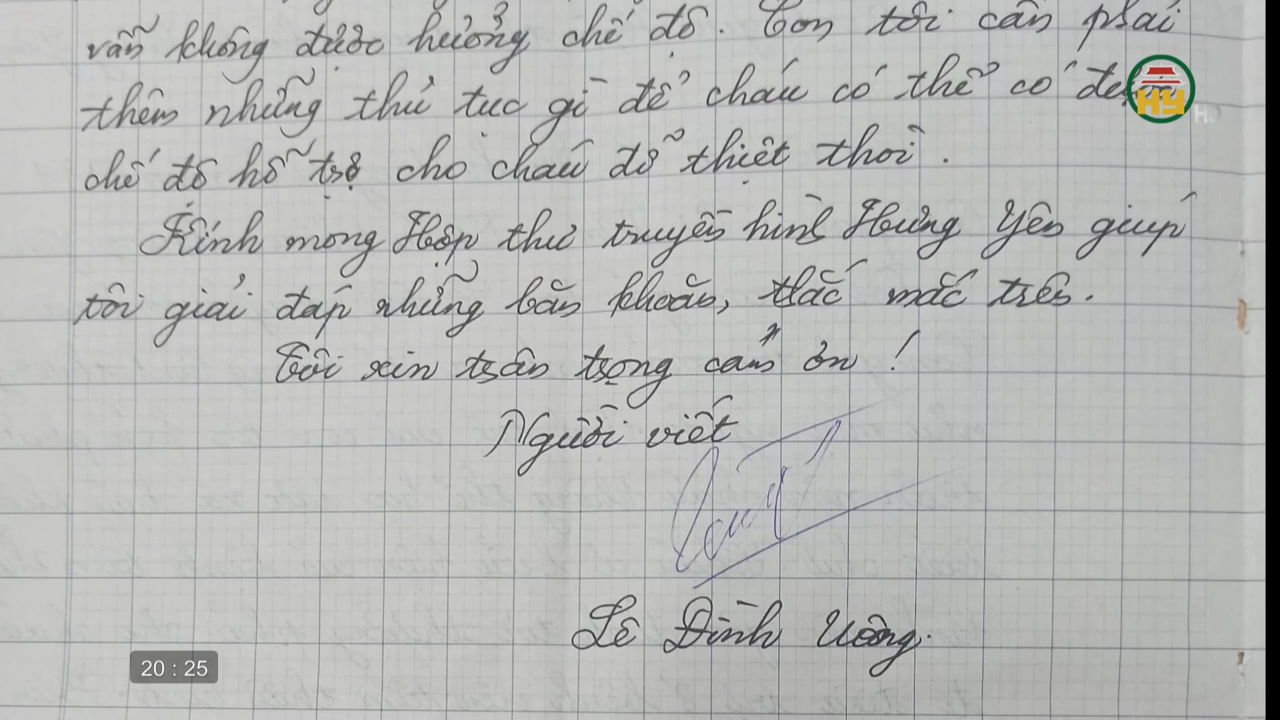 vẫn không được hưởng chế độ. Con tôi cần phải
thêm những thủ tục gì để cháu có thể có
HY
chế độ hỗ trợ cho cháu đỡ thiệt thòi.
Kính mong Hộp thư truyền hình Hưng Yên giúp
tôi giải đáp những băn khoăn, thắc mắc trên.
Tôi xin trân trọng cảm ơn!
Người viết
Lê Đình Uông.
20:25